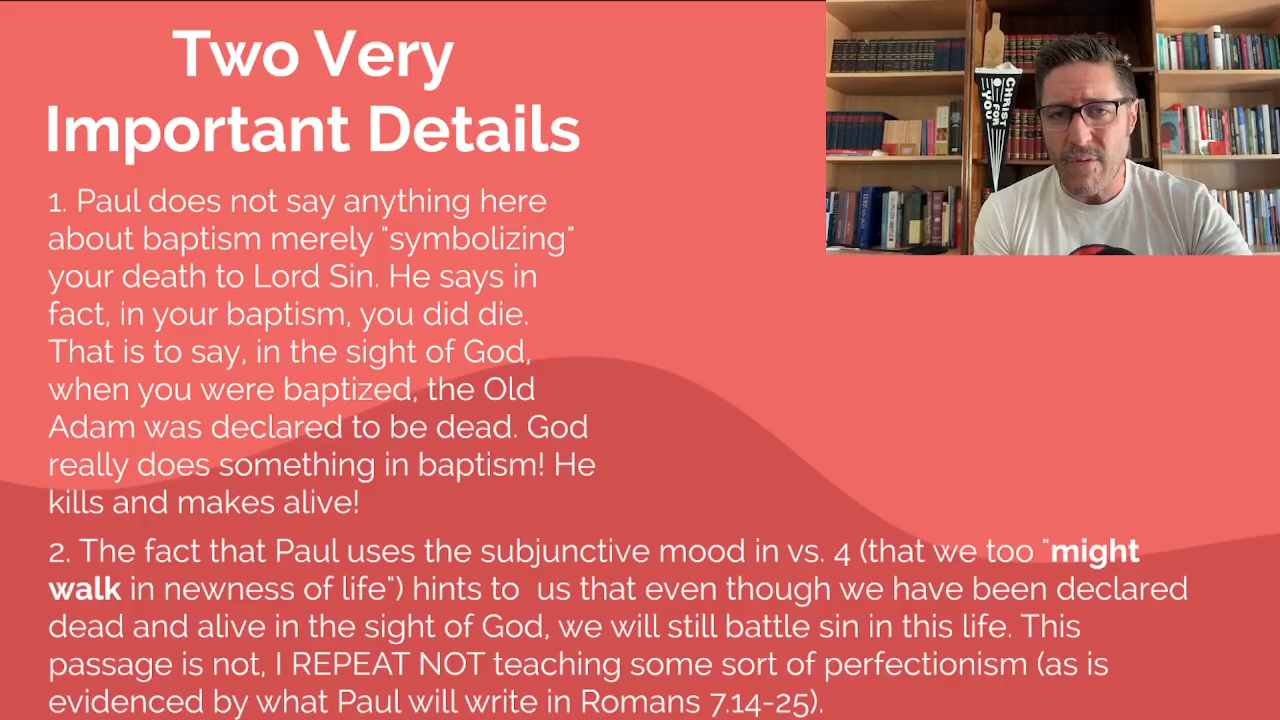 Two Very
Important Details
1. Paul does not say anything here
about baptism merely "symbolizing"
your death to Lord Sin. He says in
fact, in your baptism, you did die.
That is to say, in the sight of God,
when you were baptized, the Old
Adam was declared to be dead. God
really does something in baptism! He
kills and makes alive!
2. The fact that Paul uses the subjunctive mood in vs. 4 (that we too "might
walk in newness of life") hints to  us that even though we have been declared
dead and alive in the sight of God, we will still battle sin in this life. This
passage is not, I REPEAT NOT teaching some sort of perfectionism (as is
evidenced by what Paul will write in Romans 7.14-25).
CHRIST
FOR
YOU